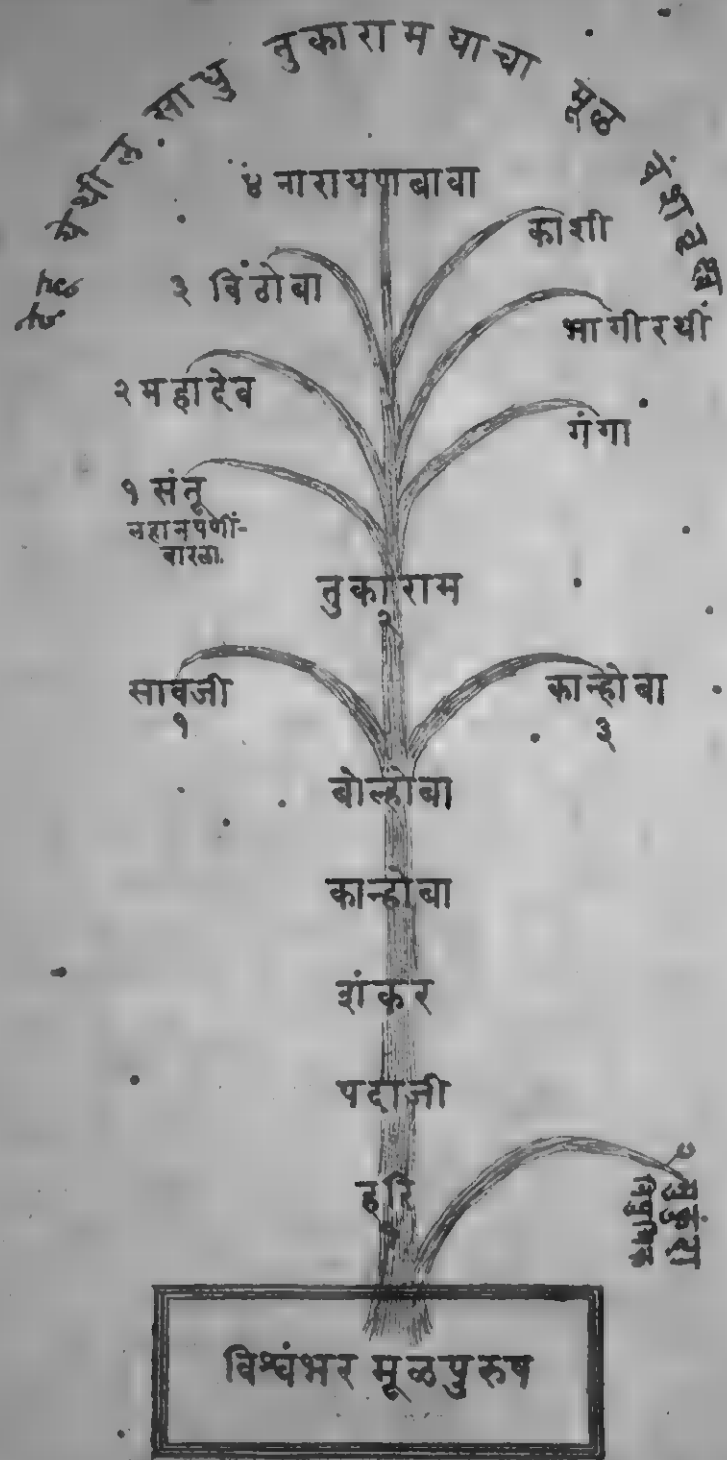 देहू येथील साधु तुकाराम याचा मूळ वंशवृक्ष
४ नारायणबावा
काशी
३ विठोबा
भागीरथी
२ महादेव
गंगा
१ संतू
लहानपणीं-
वारला.
तुकाराम
२
सावजी
१
कान्होबा
३
बोल्होबा
कान्होबा
शंकर
पदाजी
हरि
२ मुकुंदा
निपुत्रिक
विश्वंभर मूळपुरुष